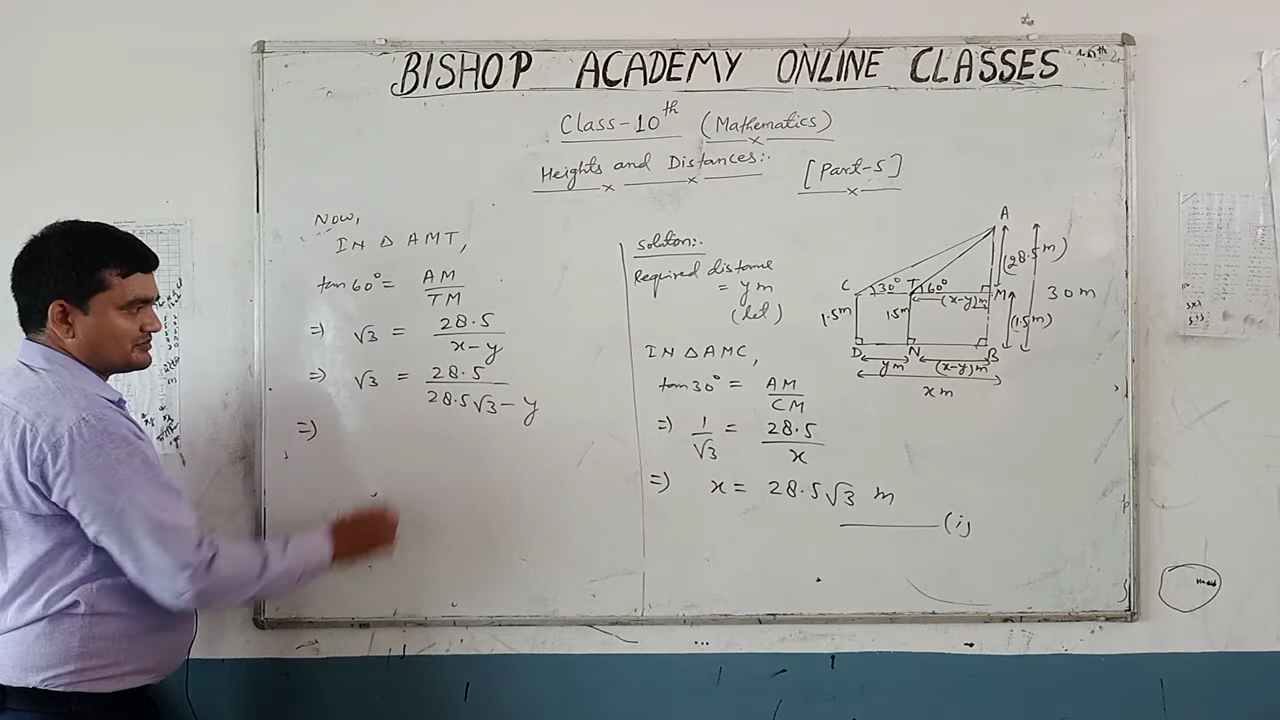 BISHOP ACADEMY ONLINE CLASSES
Class-10th (Mathematics)
Heights and Distances:. [Part-5]
Now,
IN Δ AMT,
tan 60° = AM/TM
⇒ √3 = 28.5/x-y
⇒ √3 = 28.5/28.5√3-y
⇒
Solution:.
Required distance
= y m
(let)
IN Δ AMC,
tan 30° = AM/CM
⇒ 1/√3 = 28.5/x
⇒ x = 28.5√3 m
(i)
A
(28.5m)
30 m
C 30° T 60° M
(x-y)m
1.5m 1.5m (1.5m)
D N B
y m (x-y)m
x m